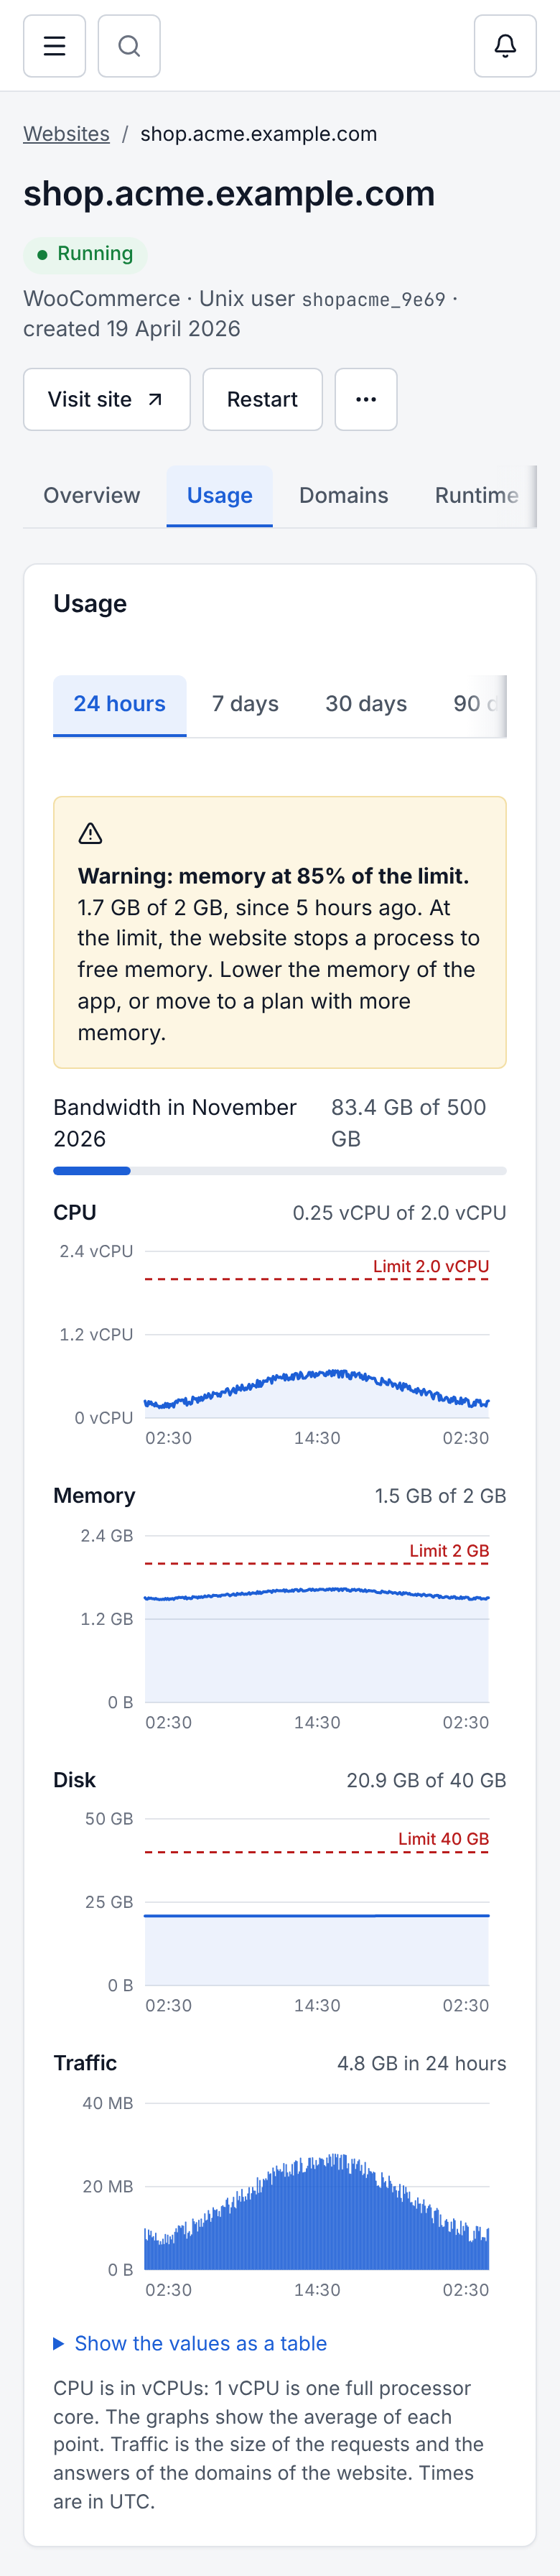 Websites / shop.acme.example.com
shop.acme.example.com
Running
WooCommerce · Unix user shopacme_9e69 ·
created 19 April 2026
Visit site
Restart
Overview Usage Domains Runtime
Usage
24 hours 7 days 30 days 90 d
Warning: memory at 85% of the limit.
1.7 GB of 2 GB, since 5 hours ago. At
the limit, the website stops a process to
free memory. Lower the memory of the
app, or move to a plan with more
memory.
Bandwidth in November 2026
83.4 GB of 500 GB
CPU 0.25 vCPU of 2.0 vCPU
2.4 vCPU
Limit 2.0 vCPU
1.2 vCPU
0 vCPU
02:30 14:30 02:30
Memory 1.5 GB of 2 GB
2.4 GB
Limit 2 GB
1.2 GB
0 B
02:30 14:30 02:30
Disk 20.9 GB of 40 GB
50 GB
Limit 40 GB
25 GB
0 B
02:30 14:30 02:30
Traffic 4.8 GB in 24 hours
40 MB
20 MB
0 B
02:30 14:30 02:30
Show the values as a table
CPU is in vCPUs: 1 vCPU is one full processor
core. The graphs show the average of each
point. Traffic is the size of the requests and the
answers of the domains of the website. Times
are in UTC.